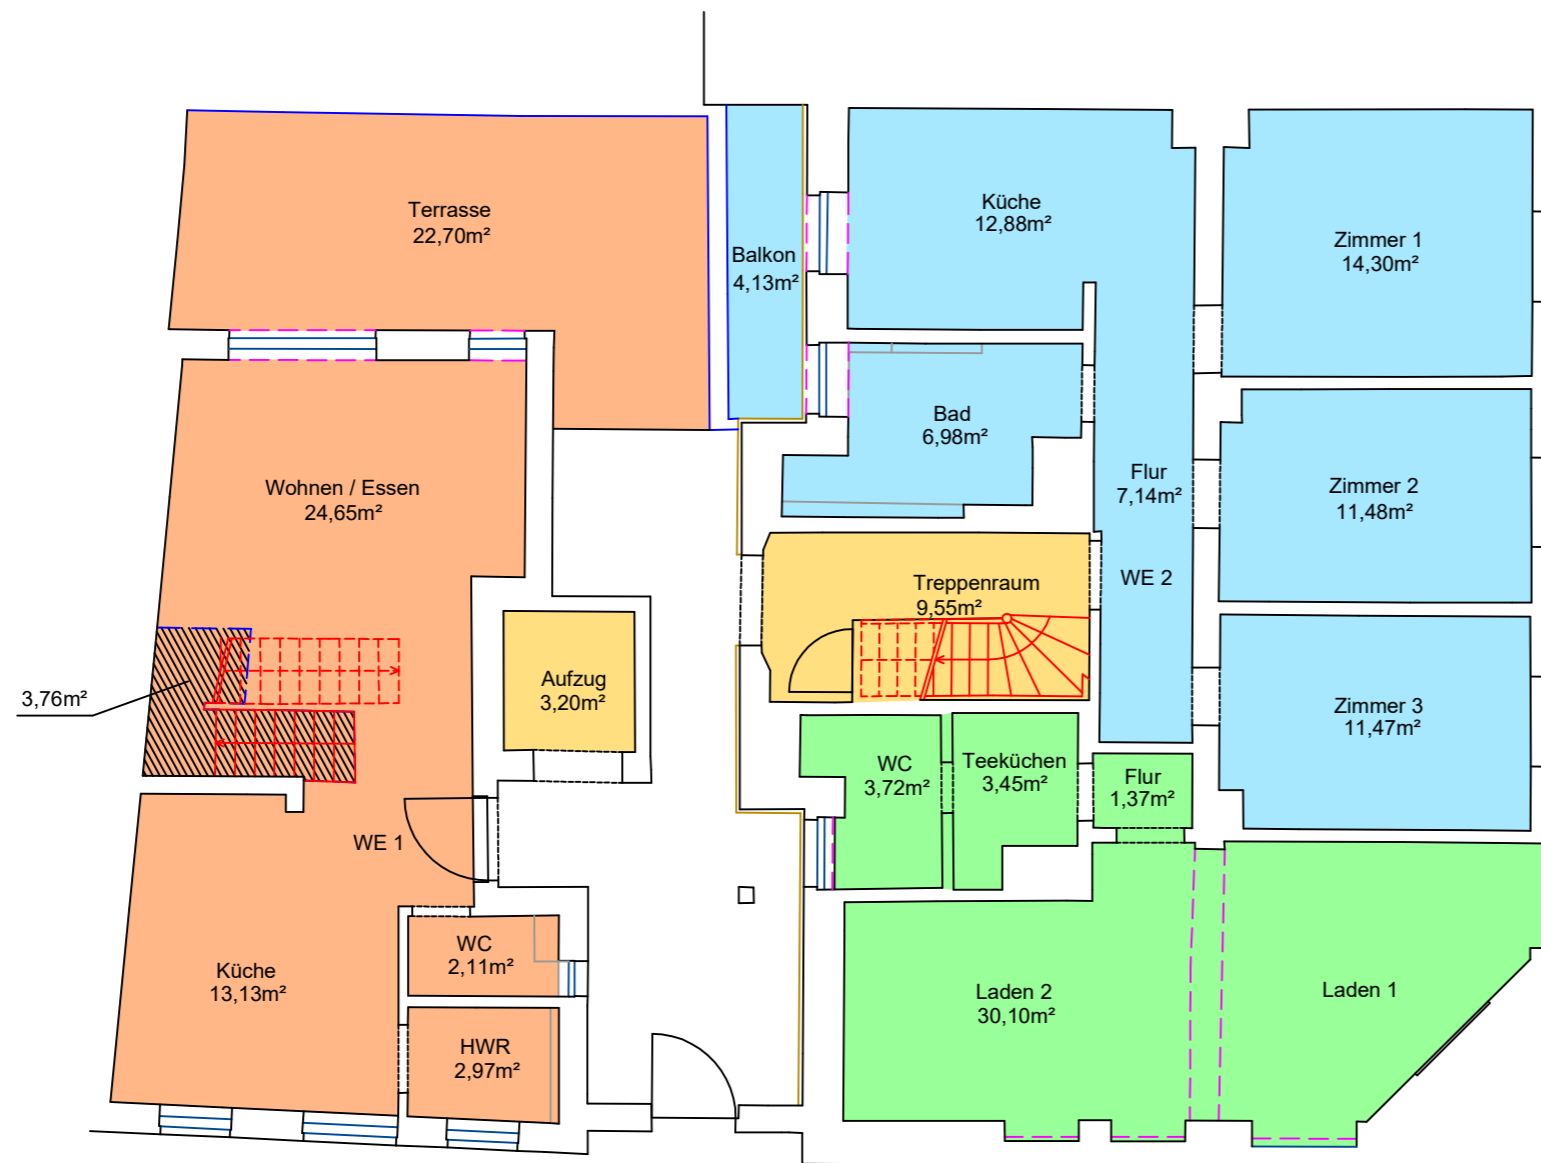 Terrasse
22,70m²
Balkon
4,13m²
Küche
12,88m²
Zimmer 1
14,30m²
Bad
6,98m²
Wohnen / Essen
24,65m²
Flur
7,14m²
Zimmer 2
11,48m²
WE 2
Treppenraum
9,55m²
Aufzug
3,20m²
3,76m²
Zimmer 3
11,47m²
WC
3,72m²
Teeküchen
3,45m²
Flur
1,37m²
WE 1
WC
2,11m²
Küche
13,13m²
Laden 2
30,10m²
Laden 1
HWR
2,97m²